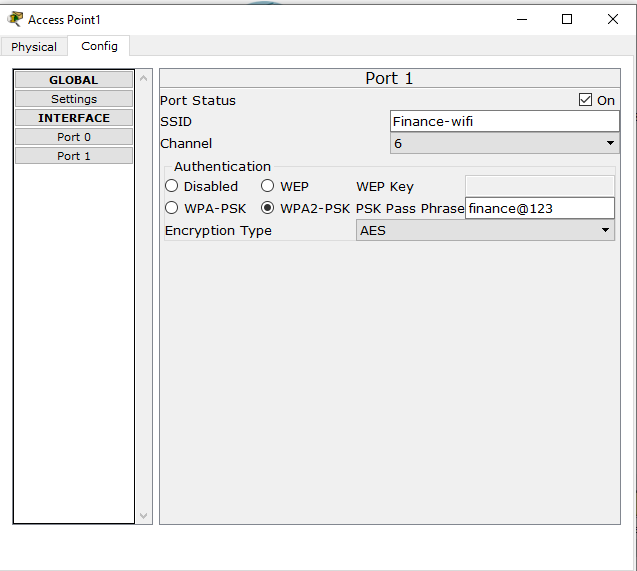 Access Point1
Physical Config
GLOBAL
Settings
INTERFACE
Port 0
Port 1
Port 1
Port Status On
SSID Finance-wifi
Channel 6
Authentication
Disabled WEP WEP Key
WPA-PSK WPA2-PSK PSK Pass Phrase finance@123
Encryption Type AES